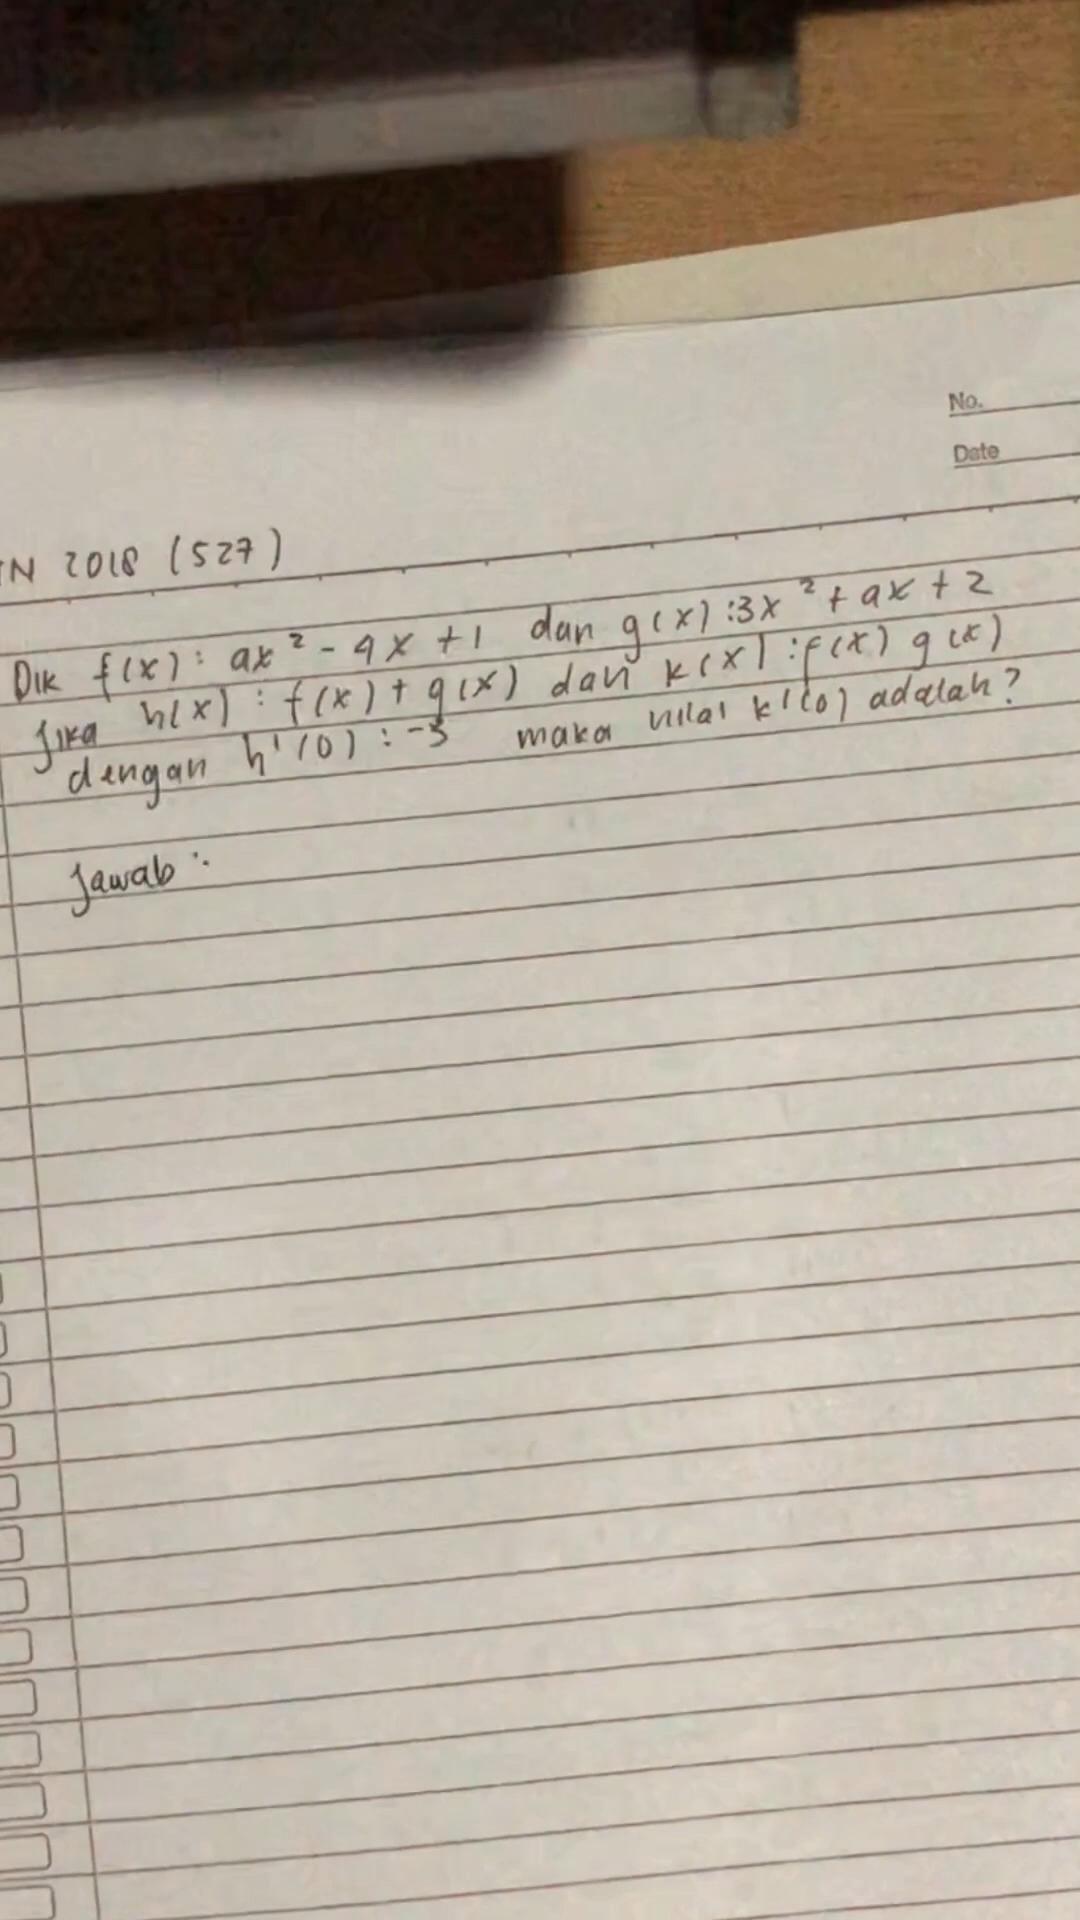 No.
Date
IN 2018 (527)
Dik f(x) : ax² - 4x + 1 dan g(x) : 3x² + ax + 2
Jika h(x) : f(x) + g(x) dan k(x) : f(x) g(x)
dengan h'(0) : -3 maka nilai k'(0) adalah?
Jawab :